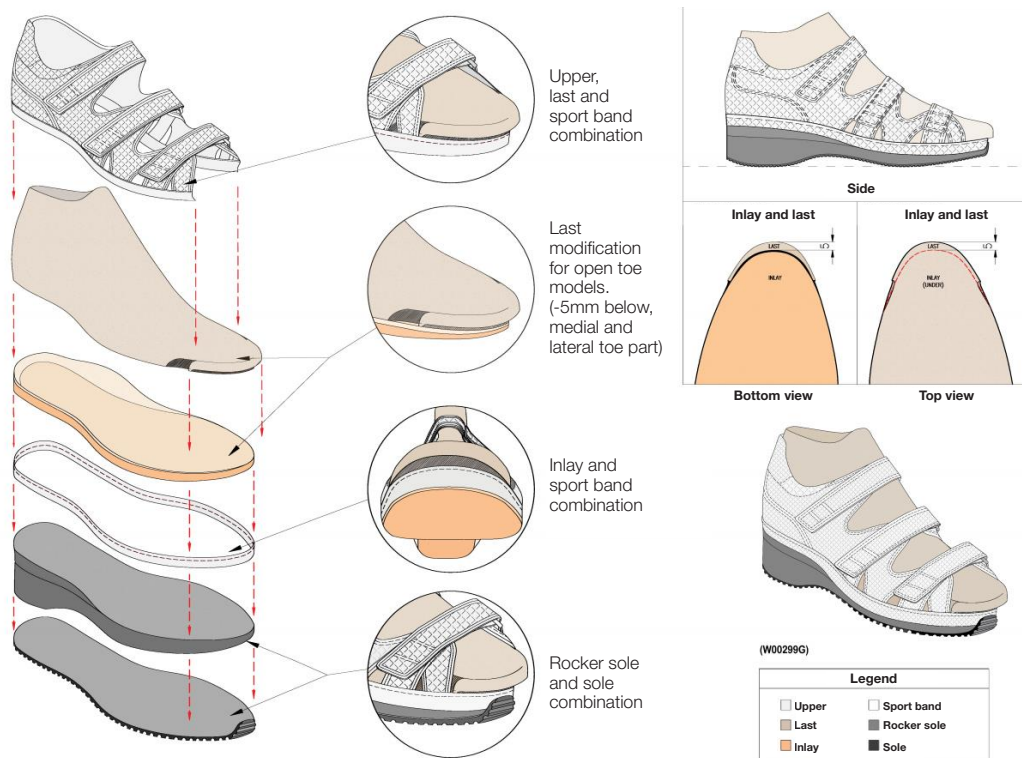 Upper,
last and
sport band
combination
Last
modification
for open toe
models.
(-5mm below,
medial and
lateral toe part)
Inlay and
sport band
combination
Rocker sole
and sole
combination
Side
Inlay and last
Inlay and last
LAST
5
INLAY
LAST
5
INLAY
(UNDER)
Bottom view
Top view
(W00299G)
Legend
Upper
Sport band
Last
Rocker sole
Inlay
Sole